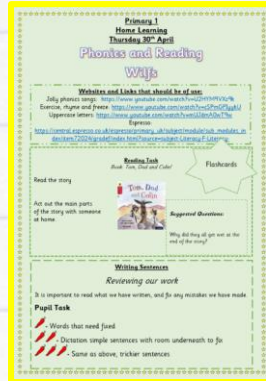 Primary 1
Home Learning
Thursday 30th April
Phonics and Reading
Wilfs
Websites and Links that should be of use:
Jolly phonics songs:
Exercise, rhyme and freeze:
Uppercase letters:
Espresso:
Reading Task
Book: Tom, Dad and Colin!
Flashcards
Read the story
Act out the main
parts of the story with someone
at home
Tom, Dad
and Colin
Suggested Questions:
Why did they all get wet at the
end of the story?
Writing Sentences
Reviewing our work
It is important to read what we have written, and fix any mistakes we have made
Pupil Task
- Words that need fixed
- Dictation simple sentences with room underneath to fix
- Same as above, trickier sentences